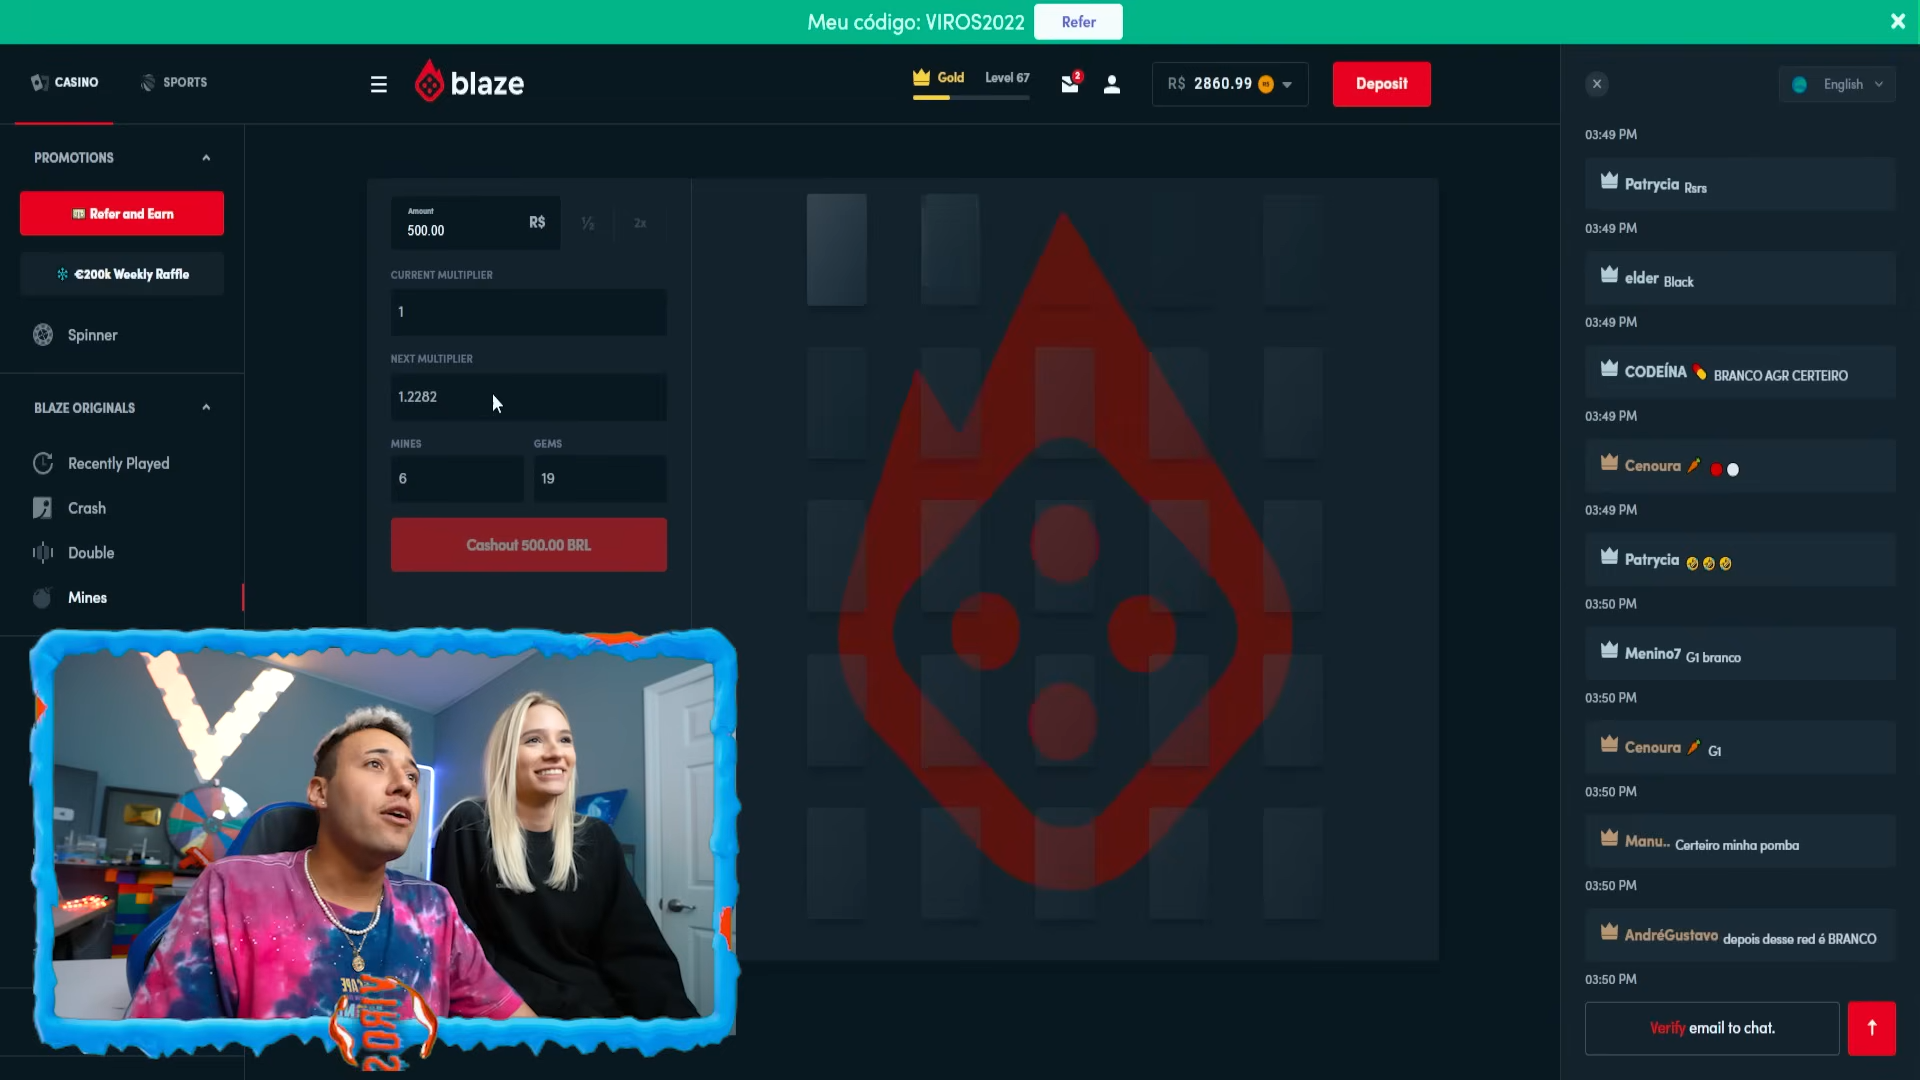 Meu código: VIROS2022
Refer
CASINO
SPORTS
blaze
Gold
Level 67
2
R$ 2860.99
Deposit
English
PROMOTIONS
Refer and Earn
€200k Weekly Raffle
Spinner
BLAZE ORIGINALS
Recently Played
Crash
Double
Mines
Amount
500.00
R$
½
2x
CURRENT MULTIPLIER
1
NEXT MULTIPLIER
1.2282
MINES
GEMS
6
19
Cashout 500.00 BRL
03:49 PM
Patrycia Rsrs
03:49 PM
elder Black
03:49 PM
CODEÍNA BRANCO AGR CERTEIRO
03:49 PM
Cenoura
03:49 PM
Patrycia
03:50 PM
Menino7 G1 branco
03:50 PM
Cenoura G1
03:50 PM
Manu.. Certeiro minha pomba
03:50 PM
AndréGustavo depois desse red é BRANCO
03:50 PM
Verify email to chat.